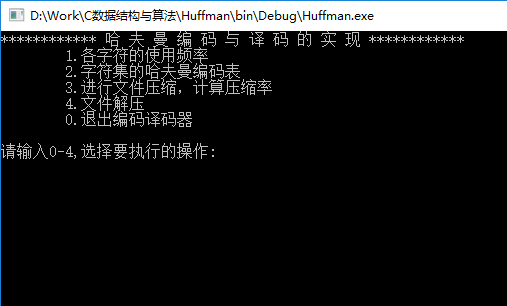 D:\Work\C数据结构与算法\Huffman\bin\Debug\Huffman.exe
************ 哈 夫 曼 编 码 与 译 码 的 实 现 ************
1.各字符的使用频率
2.字符集的哈夫曼编码表
3.进行文件压缩，计算压缩率
4.文件解压
0.退出编码译码器
请输入0-4,选择要执行的操作: